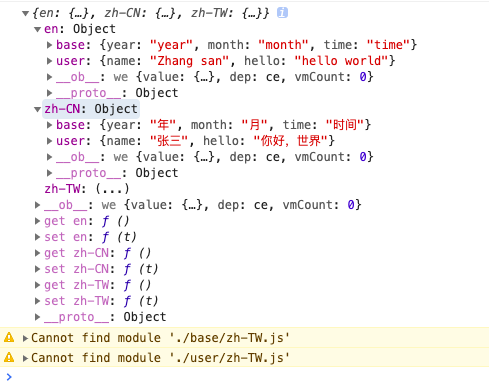 {en: {…}, zh-CN: {…}, zh-TW: {…}} i
en: Object
base: {year: "year", month: "month", time: "time"}
user: {name: "Zhang san", hello: "hello world"}
__ob__: we {value: {…}, dep: ce, vmCount: 0}
__proto__: Object
zh-CN: Object
base: {year: "年", month: "月", time: "时间"}
user: {name: "张三", hello: "你好，世界"}
__ob__: we {value: {…}, dep: ce, vmCount: 0}
__proto__: Object
zh-TW: (...)
__ob__: we {value: {…}, dep: ce, vmCount: 0}
get en: ƒ ()
set en: ƒ (t)
get zh-CN: ƒ ()
set zh-CN: ƒ (t)
get zh-TW: ƒ ()
set zh-TW: ƒ (t)
__proto__: Object
Cannot find module './base/zh-TW.js'
Cannot find module './user/zh-TW.js'